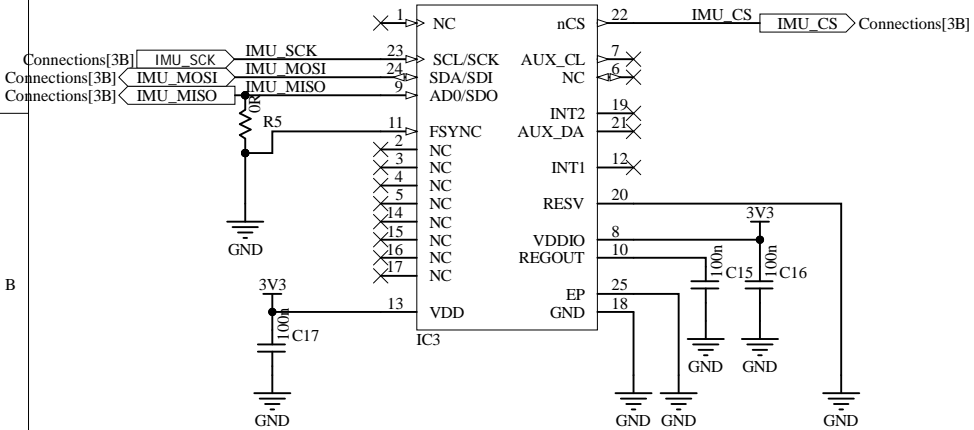 1 NC nCS 22 IMU_CS IMU_CS Connections[3B]
Connections[3B] IMU_SCK IMU_SCK 23 SCL/SCK AUX_CL 7
Connections[3B] IMU_MOSI IMU_MOSI 24 SDA/SDI NC 6
Connections[3B] IMU_MISO IMU_MISO 9 AD0/SDO
0R R5
INT2 19
11 FSYNC AUX_DA 21
2 NC
3 NC INT1 12
4 NC
5 NC RESV 20
14 NC
3V3
15 NC VDDIO 8
16 NC REGOUT 10
17 NC
100n C15 100n C16
GND
B
3V3
EP 25
13 VDD GND 18
100n C17
IC3
GND GND
GND GND GND GND